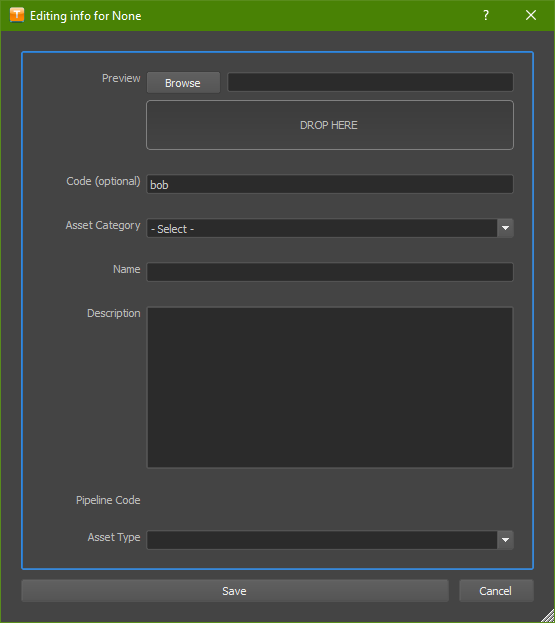 Editing info for None
Preview
Browse
DROP HERE
Code (optional)
bob
Asset Category
- Select -
Name
Description
Pipeline Code
Asset Type
Save
Cancel